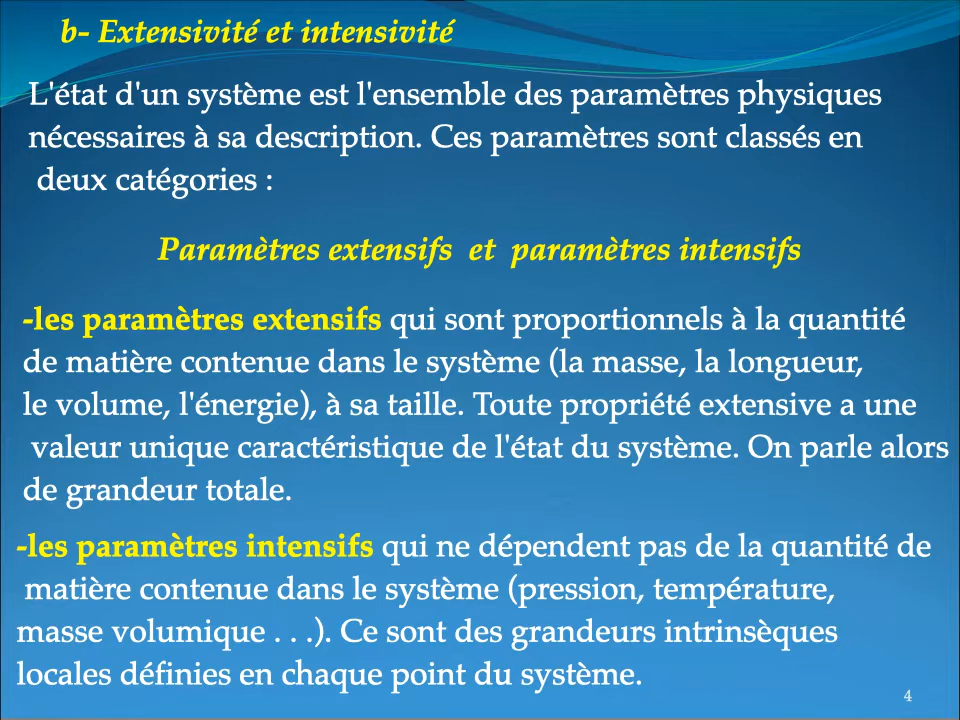 b- Extensivité et intensivité
L'état d'un système est l'ensemble des paramètres physiques
nécessaires à sa description. Ces paramètres sont classés en
deux catégories :
Paramètres extensifs et paramètres intensifs
-les paramètres extensifs qui sont proportionnels à la quantité
de matière contenue dans le système (la masse, la longueur,
le volume, l'énergie), à sa taille. Toute propriété extensive a une
valeur unique caractéristique de l'état du système. On parle alors
de grandeur totale.
-les paramètres intensifs qui ne dépendent pas de la quantité de
matière contenue dans le système (pression, température,
masse volumique . . .). Ce sont des grandeurs intrinsèques
locales définies en chaque point du système.
4